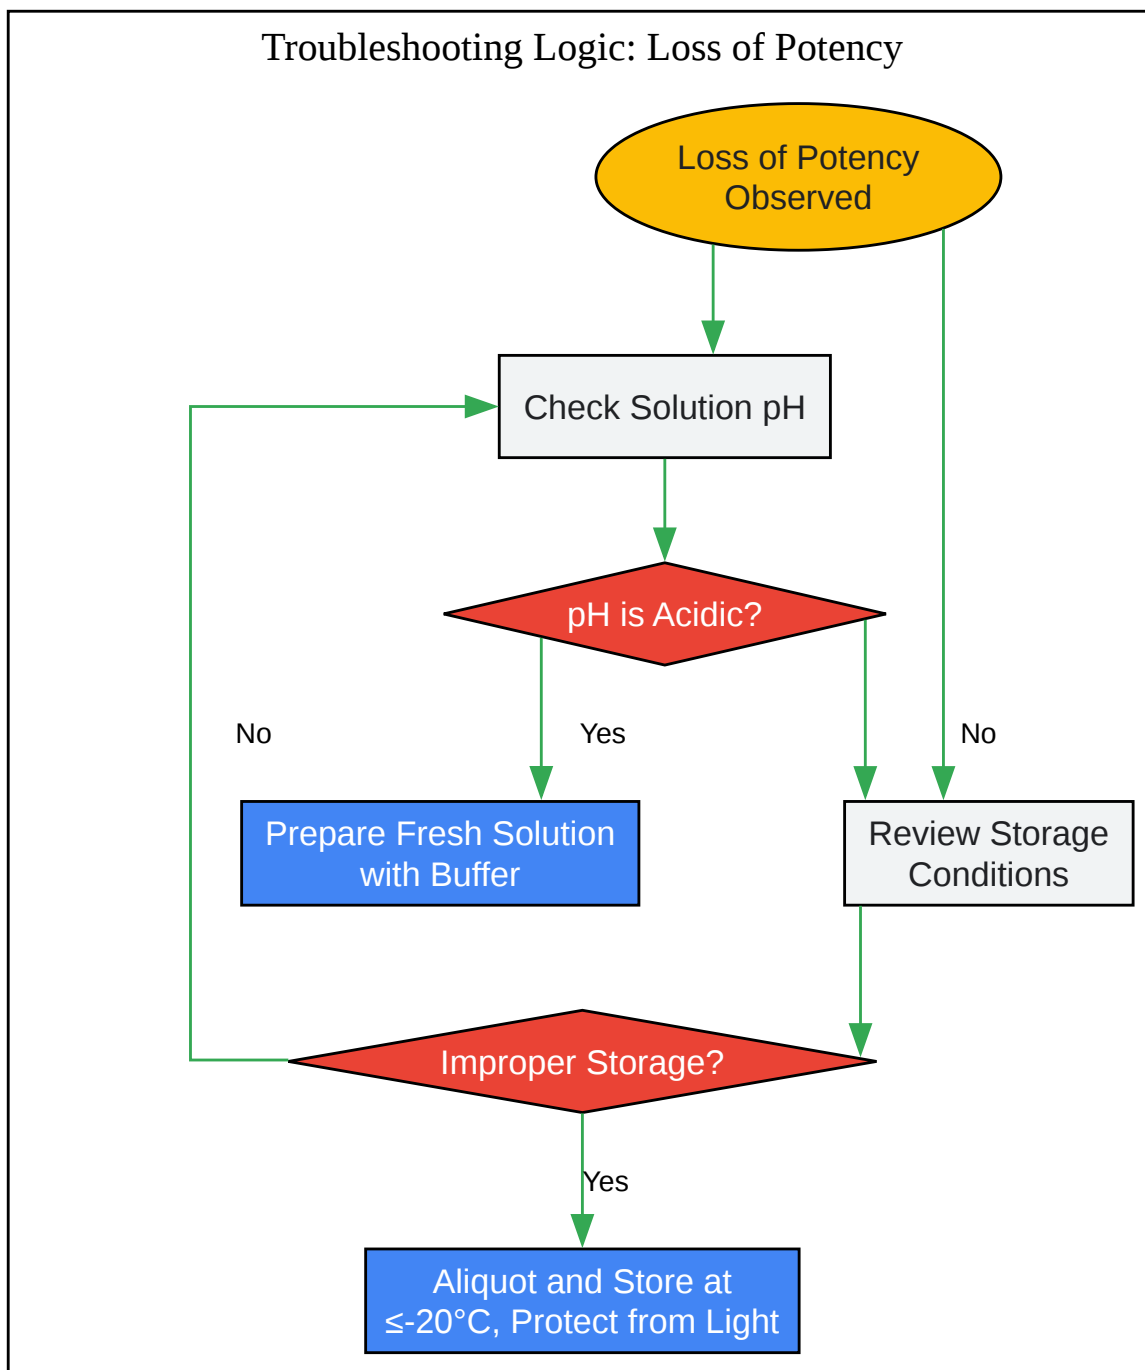 Troubleshooting Logic: Loss of Potency
Loss of Potency
Observed
Check Solution pH
pH is Acidic?
No
Yes
No
Prepare Fresh Solution
with Buffer
Review Storage
Conditions
Improper Storage?
Yes
Aliquot and Store at
≤-20°C, Protect from Light